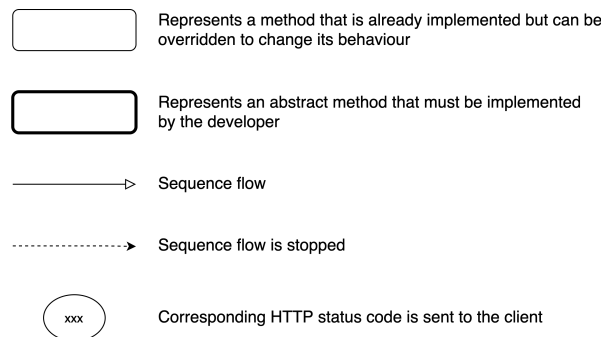 Represents a method that is already implemented but can be
overridden to change its behaviour
Represents an abstract method that must be implemented
by the developer
Sequence flow
Sequence flow is stopped
xxx
Corresponding HTTP status code is sent to the client